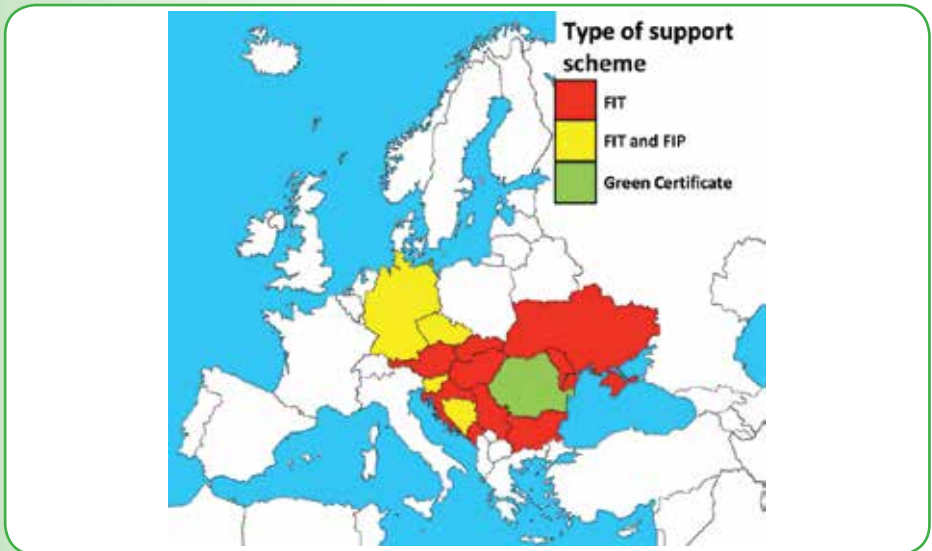 Type of support
scheme
FIT
FIT and FIP
Green Certificate